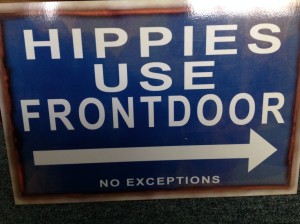 HIPPIES
USE
FRONTDOOR
NO EXCEPTIONS